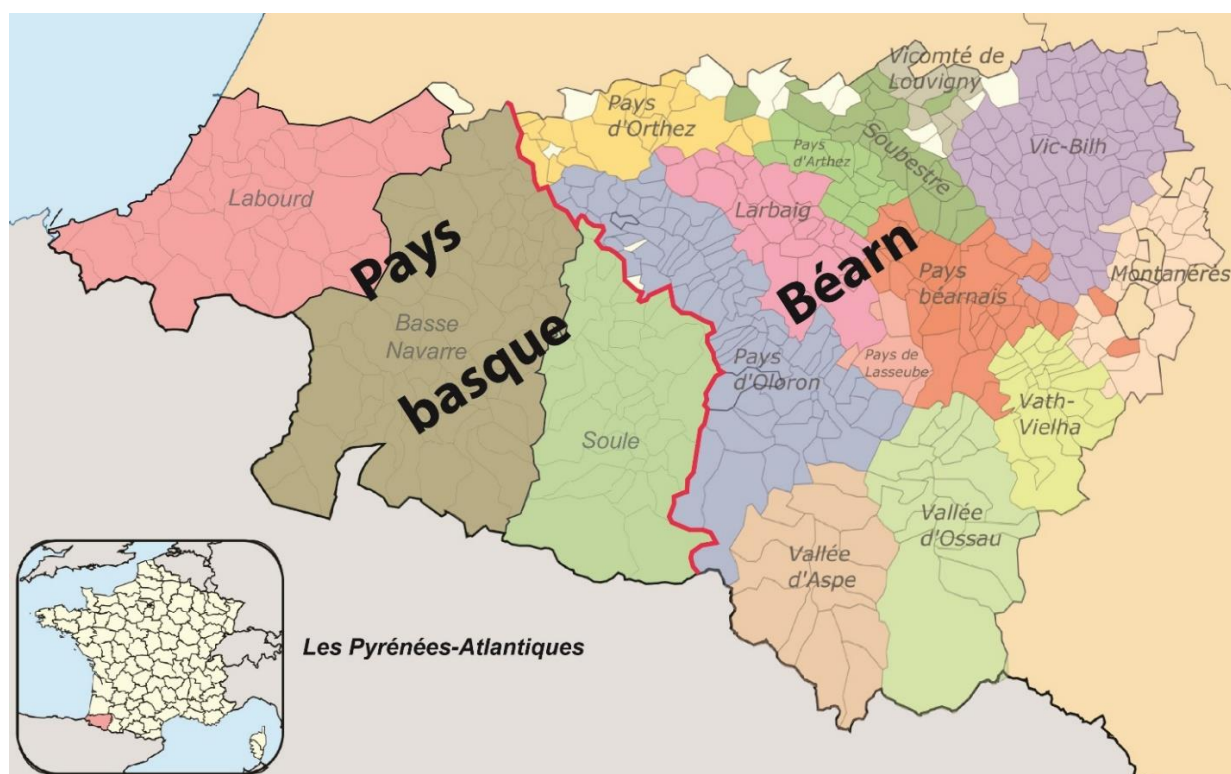 Vicomté de
Louvigny
Pays
d'Orthez
Soubestre
Pays
d'Arthez
Vic-Bilh
Labourd
Larbaig
Pays
basque
Béarn
Basse
Navarre
Pays
béarnais
Montanérès
Pays
d'Oloron
Pays de
Lasseube
Vath-
Vielha
Soule
Vallée
d'Ossau
Vallée
d'Aspe
Les Pyrénées-Atlantiques